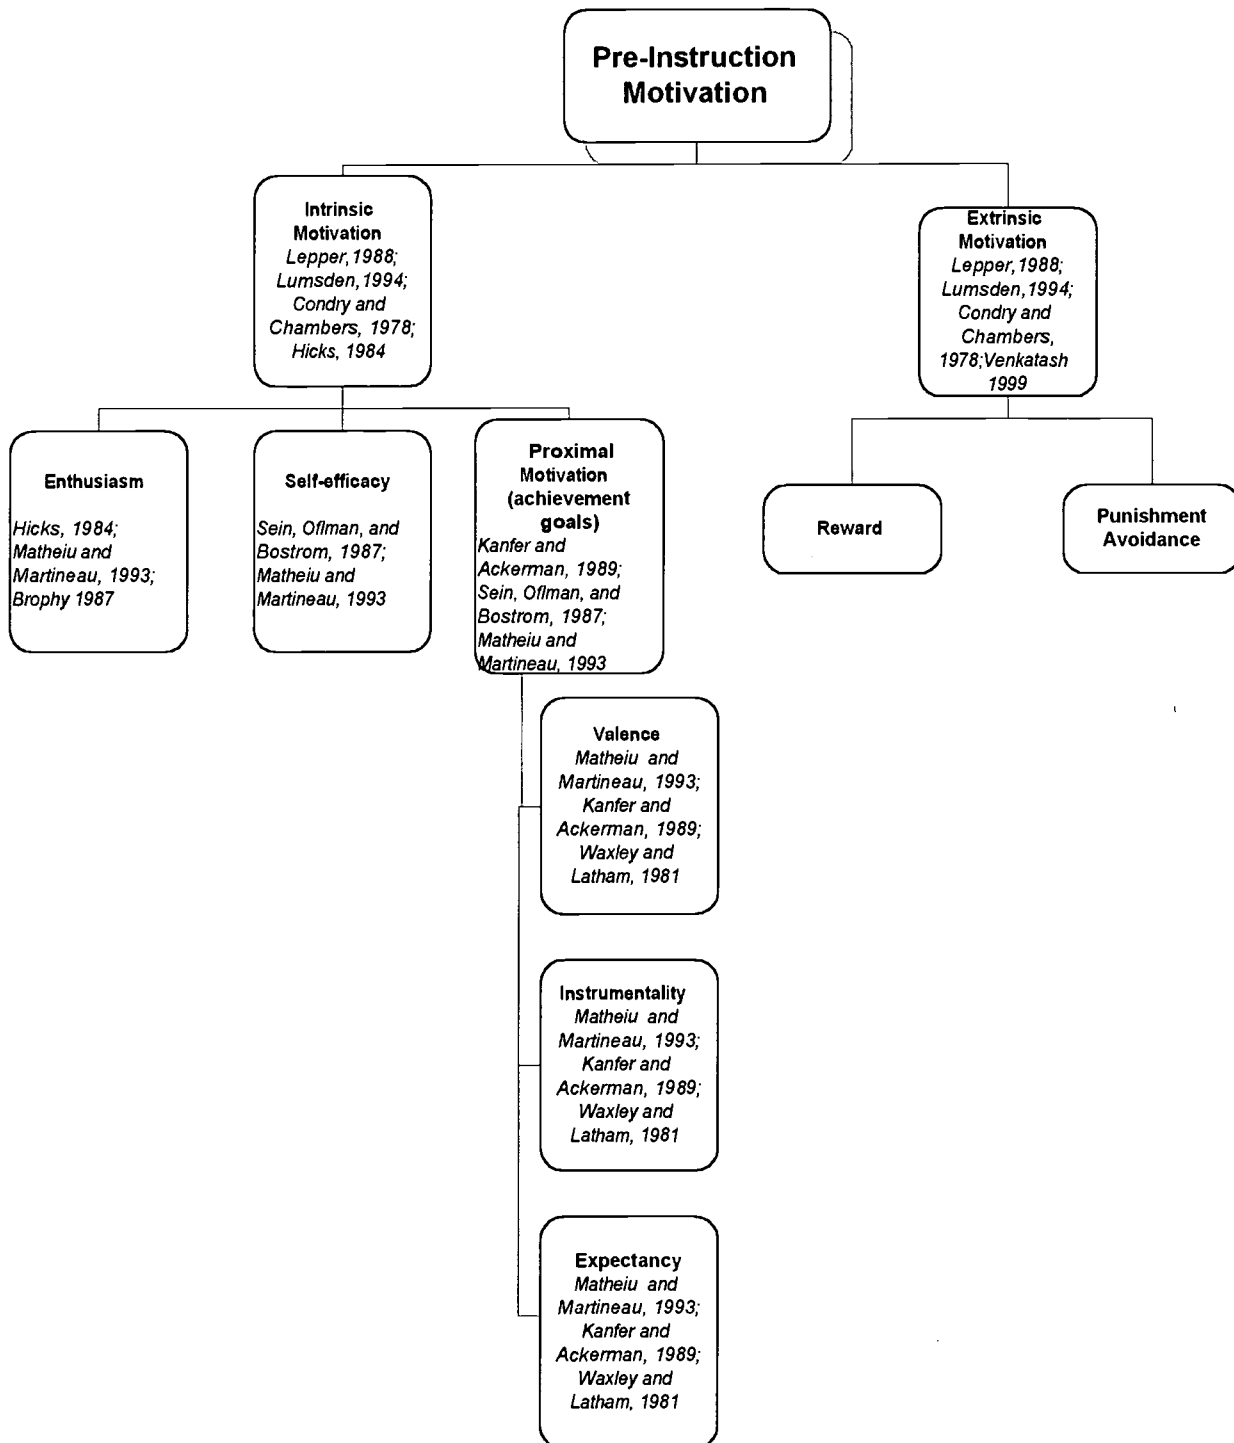 Pre-Instruction
Motivation
Intrinsic
Motivation
Lepper, 1988;
Lumsden, 1994;
Condry and
Chambers, 1978;
Hicks, 1984
Extrinsic
Motivation
Lepper, 1988;
Lumsden, 1994;
Condry and
Chambers,
1978;Venkatash
1999
Enthusiasm
Hicks, 1984;
Matheiu and
Martineau, 1993;
Brophy 1987
Self-efficacy
Sein, Oflman, and
Bostrom, 1987;
Matheiu and
Martineau, 1993
Proximal
Motivation
(achievement
goals)
Kanfer and
Ackerman, 1989;
Sein, Oflman, and
Bostrom, 1987;
Matheiu and
Martineau, 1993
Reward
Punishment
Avoidance
Valence
Matheiu and
Martineau, 1993;
Kanfer and
Ackerman, 1989;
Waxley and
Latham, 1981
Instrumentality
Matheiu and
Martineau, 1993;
Kanfer and
Ackerman, 1989;
Waxley and
Latham, 1981
Expectancy
Matheiu and
Martineau, 1993;
Kanfer and
Ackerman, 1989;
Waxley and
Latham, 1981